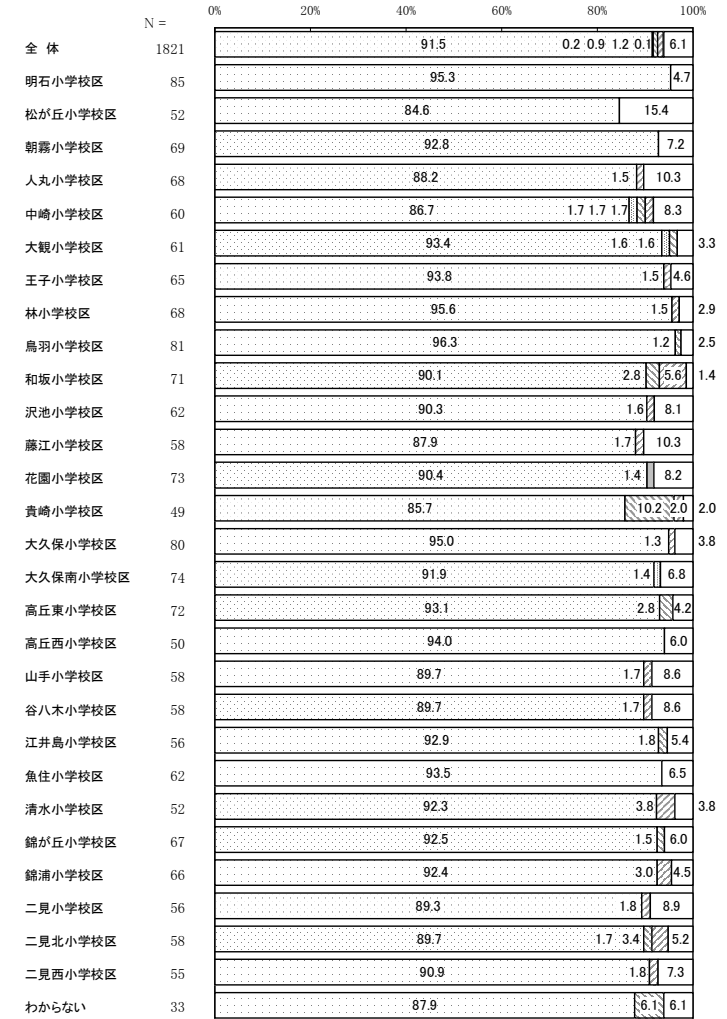 0% 20% 40% 60% 80% 100%
N =
全 体 1821 91.5 0.2 0.9 1.2 0.1 6.1
明石小学校区 85 95.3 4.7
松が丘小学校区 52 84.6 15.4
朝霧小学校区 69 92.8 7.2
人丸小学校区 68 88.2 1.5 10.3
中崎小学校区 60 86.7 1.7 1.7 1.7 8.3
大観小学校区 61 93.4 1.6 1.6 3.3
王子小学校区 65 93.8 1.5 4.6
林小学校区 68 95.6 1.5 2.9
鳥羽小学校区 81 96.3 1.2 2.5
和坂小学校区 71 90.1 2.8 5.6 1.4
沢池小学校区 62 90.3 1.6 8.1
藤江小学校区 58 87.9 1.7 10.3
花園小学校区 73 90.4 1.4 8.2
貴崎小学校区 49 85.7 10.2 2.0 2.0
大久保小学校区 80 95.0 1.3 3.8
大久保南小学校区 74 91.9 1.4 6.8
高丘東小学校区 72 93.1 2.8 4.2
高丘西小学校区 50 94.0 6.0
山手小学校区 58 89.7 1.7 8.6
谷八木小学校区 58 89.7 1.7 8.6
江井島小学校区 56 92.9 1.8 5.4
魚住小学校区 62 93.5 6.5
清水小学校区 52 92.3 3.8 3.8
錦が丘小学校区 67 92.5 1.5 6.0
錦浦小学校区 66 92.4 3.0 4.5
二見小学校区 56 89.3 1.8 8.9
二見北小学校区 58 89.7 1.7 3.4 5.2
二見西小学校区 55 90.9 1.8 7.3
わからない 33 87.9 6.1 6.1